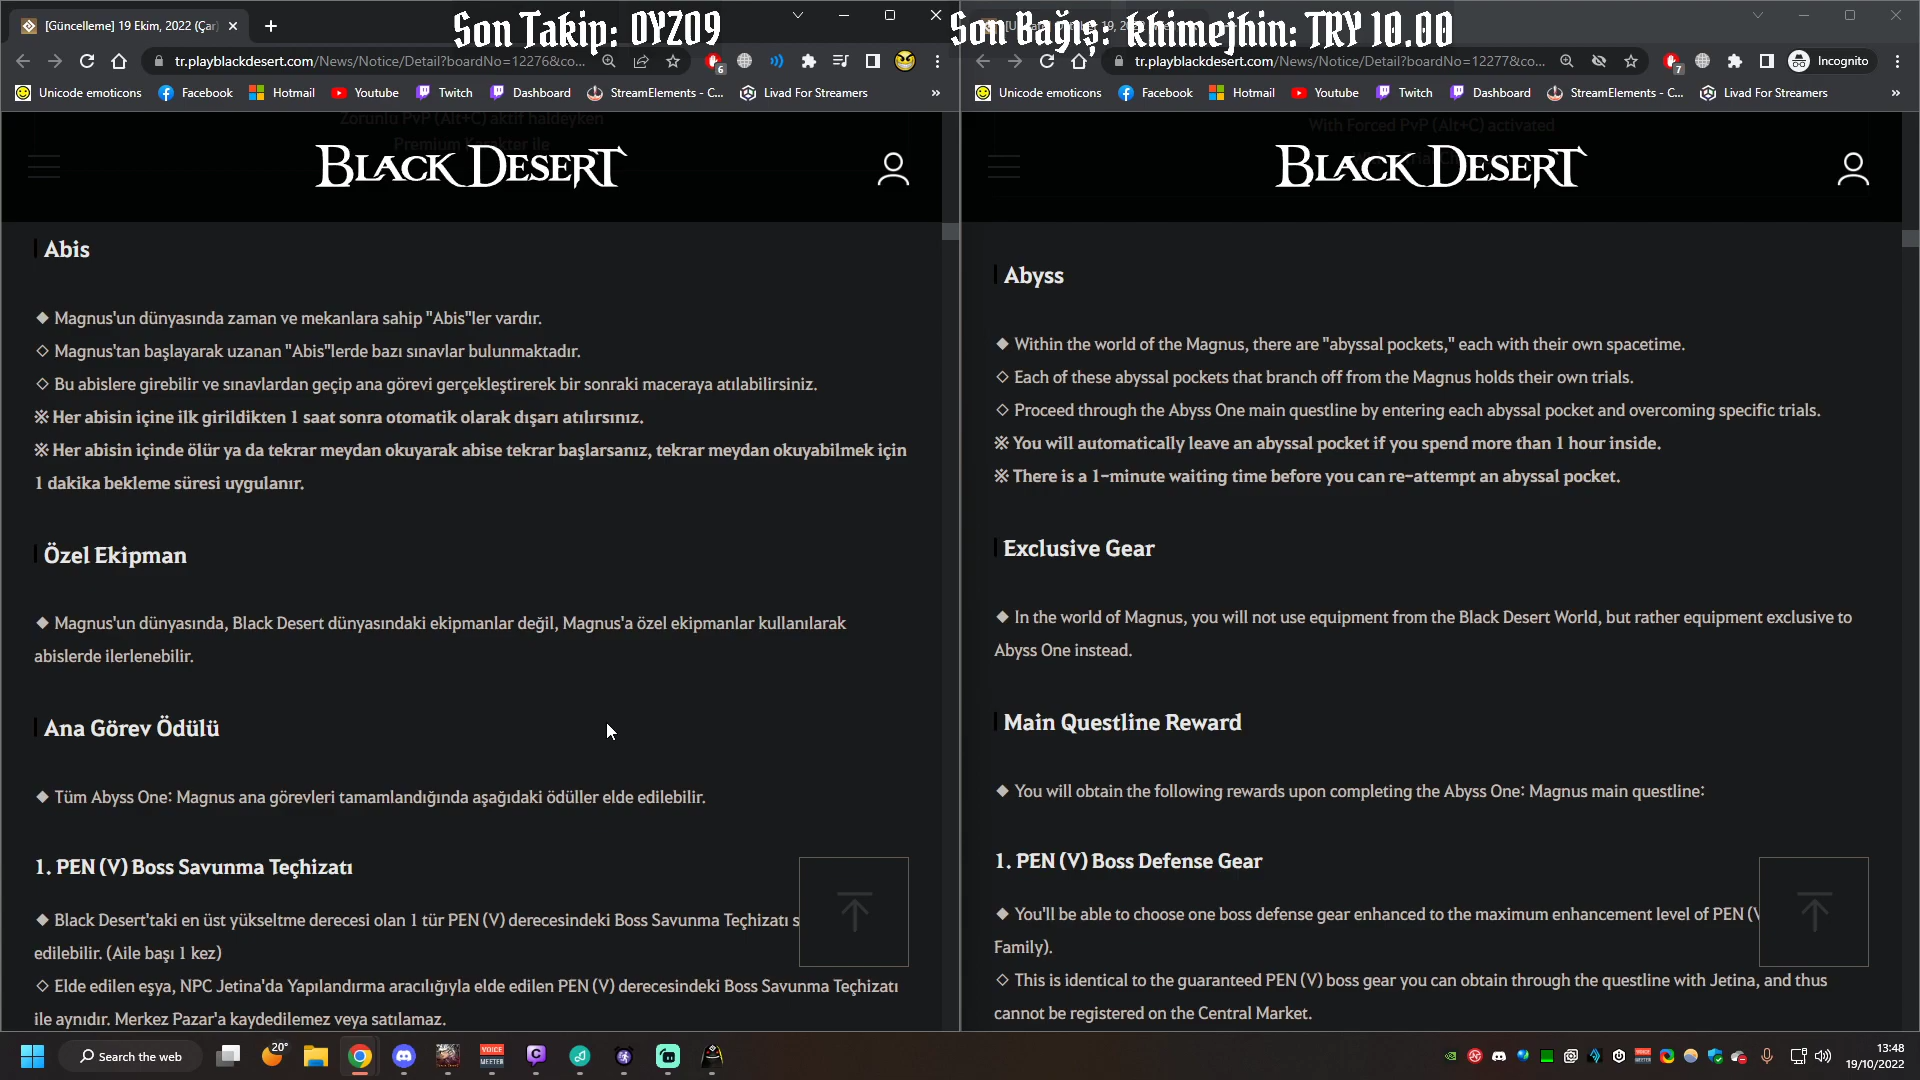 Son Takip: OYZ09
Son Bağış: khimejhin: TRY 10.00
[Güncelleme] 19 Ekim, 2022 (Çar)
tr.playblackdesert.com/News/Notice/Detail?boardNo=12276&co...
6
Unicode emoticons
Facebook
Hotmail
Youtube
Twitch
Dashboard
StreamElements - C...
Livad For Streamers
»
Zorunlu PvP (Alt+C) aktif haldeyken
Premium Karakter ile
BLACK DESERT
Abis
◆ Magnus'un dünyasında zaman ve mekanlara sahip "Abis"ler vardır.
◇ Magnus'tan başlayarak uzanan "Abis"lerde bazı sınavlar bulunmaktadır.
◇ Bu abislere girebilir ve sınavlardan geçip ana görevi gerçekleştirerek bir sonraki maceraya atılabilirsiniz.
※ Her abisin içine ilk girildikten 1 saat sonra otomatik olarak dışarı atılırsınız.
※ Her abisin içinde ölür ya da tekrar meydan okuyarak abise tekrar başlarsanız, tekrar meydan okuyabilmek için
1 dakika bekleme süresi uygulanır.
Özel Ekipman
◆ Magnus'un dünyasında, Black Desert dünyasındaki ekipmanlar değil, Magnus'a özel ekipmanlar kullanılarak
abislerde ilerlenebilir.
Ana Görev Ödülü
◆ Tüm Abyss One: Magnus ana görevleri tamamlandığında aşağıdaki ödüller elde edilebilir.
1. PEN (V) Boss Savunma Teçhizatı
◆ Black Desert'taki en üst yükseltme derecesi olan 1 tür PEN (V) derecesindeki Boss Savunma Teçhizatı s
edilebilir. (Aile başı 1 kez)
◇ Elde edilen eşya, NPC Jetina'da Yapılandırma aracılığıyla elde edilen PEN (V) derecesindeki Boss Savunma Teçhizatı
ile aynıdır. Merkez Pazar'a kaydedilemez veya satılamaz.
tr.playblackdesert.com/News/Notice/Detail?boardNo=12277&co...
7
Incognito
Unicode emoticons
Facebook
Hotmail
Youtube
Twitch
Dashboard
StreamElements - C...
Livad For Streamers
»
With Forced PvP (Alt+C) activated
BLACK DESERT
Abyss
◆ Within the world of the Magnus, there are "abyssal pockets," each with their own spacetime.
◇ Each of these abyssal pockets that branch off from the Magnus holds their own trials.
◇ Proceed through the Abyss One main questline by entering each abyssal pocket and overcoming specific trials.
※ You will automatically leave an abyssal pocket if you spend more than 1 hour inside.
※ There is a 1-minute waiting time before you can re-attempt an abyssal pocket.
Exclusive Gear
◆ In the world of Magnus, you will not use equipment from the Black Desert World, but rather equipment exclusive to
Abyss One instead.
Main Questline Reward
◆ You will obtain the following rewards upon completing the Abyss One: Magnus main questline:
1. PEN (V) Boss Defense Gear
◆ You'll be able to choose one boss defense gear enhanced to the maximum enhancement level of PEN (V
Family).
◇ This is identical to the guaranteed PEN (V) boss gear you can obtain through the questline with Jetina, and thus
cannot be registered on the Central Market.
Search the web
20°
VOICE
MEETER
13:48
19/10/2022